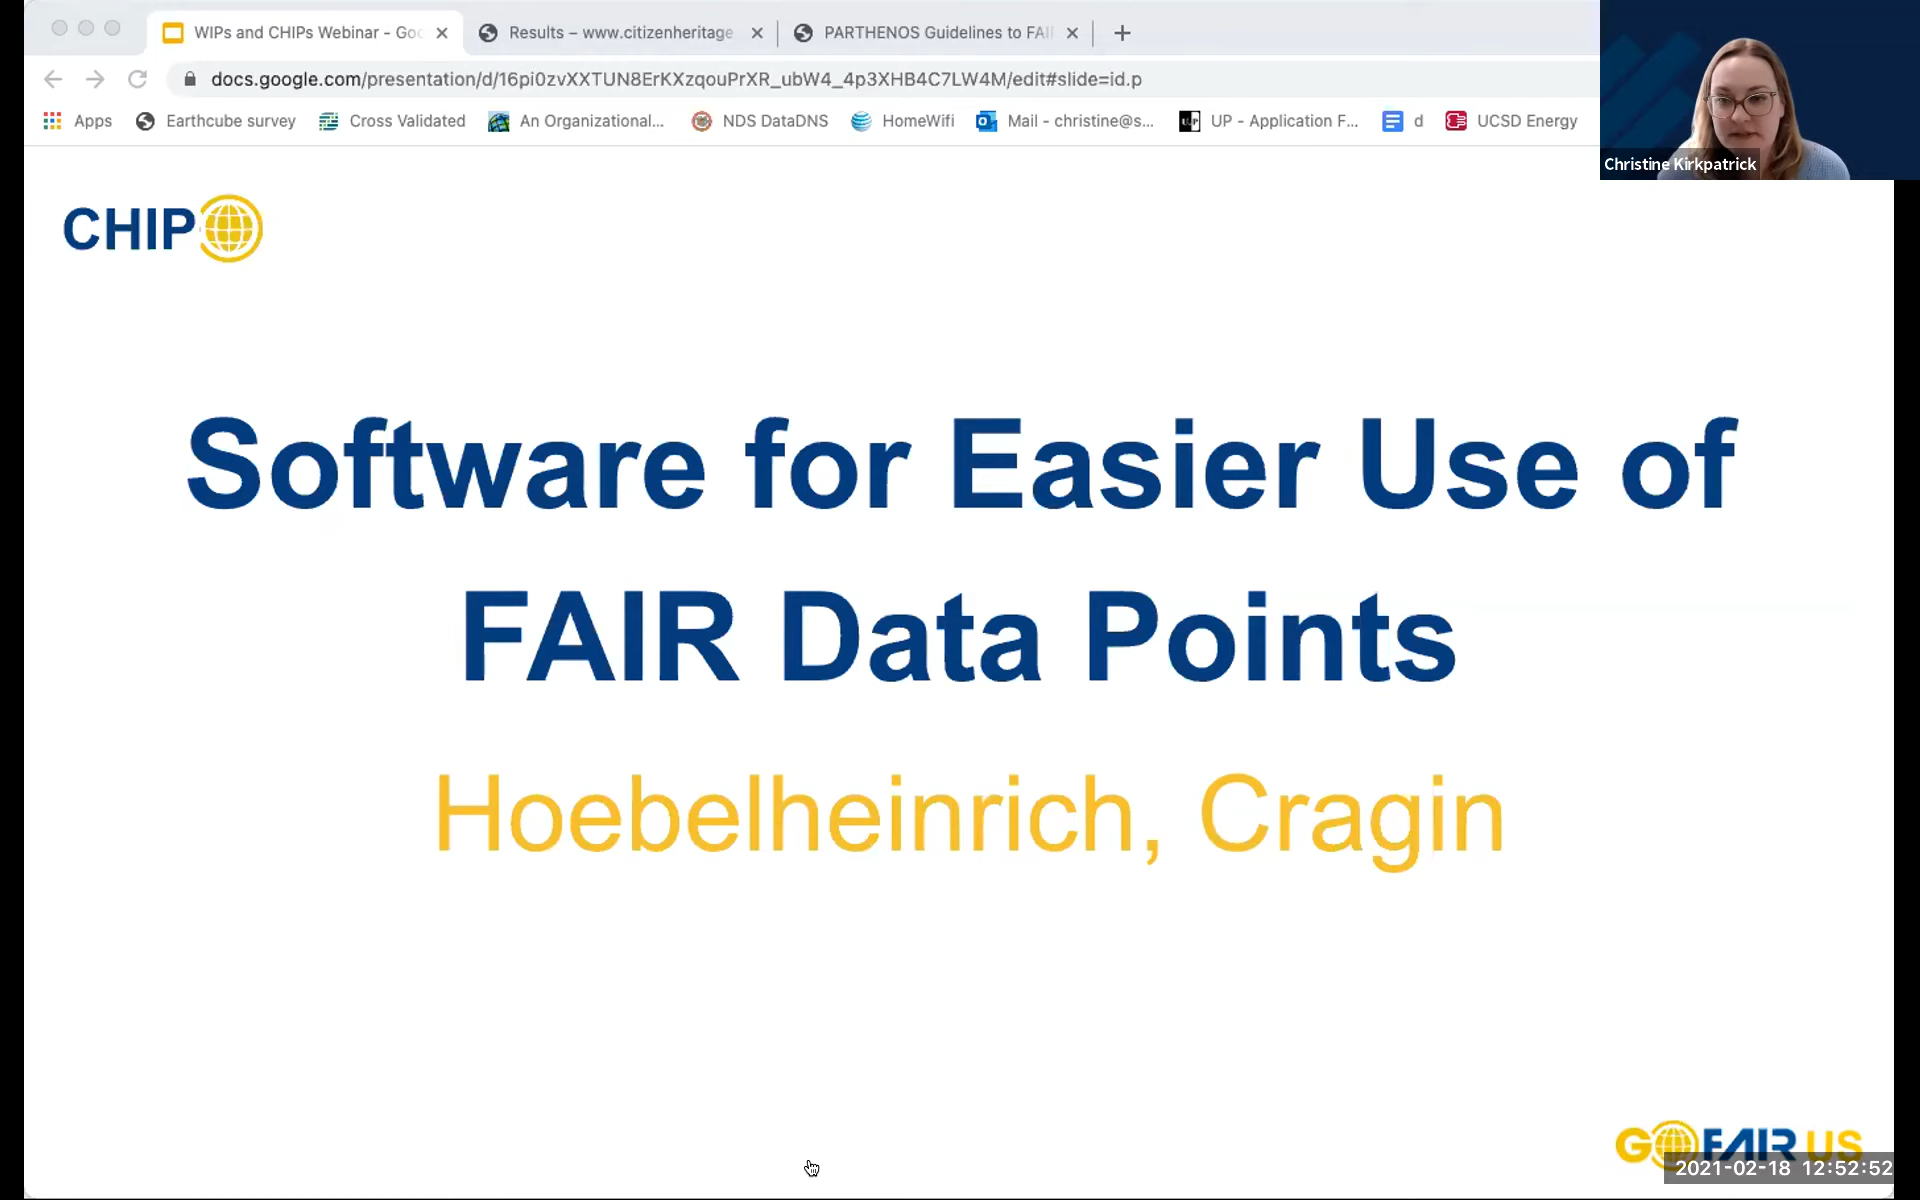 WIPs and CHIPs Webinar - Goo
Results – www.citizenheritage
PARTHENOS Guidelines to FAI
docs.google.com/presentation/d/16pi0zvXXTUN8ErKXzqouPrXR_ubW4_4p3XHB4C7LW4M/edit#slide=id.p
Apps
Earthcube survey
Cross Validated
An Organizational...
NDS DataDNS
HomeWifi
Mail - christine@s...
UP - Application F...
d
UCSD Energy
Christine Kirkpatrick
CHIP
Software for Easier Use of
FAIR Data Points
Hoebelheinrich, Cragin
GO FAIR US
2021-02-18 12:52:52